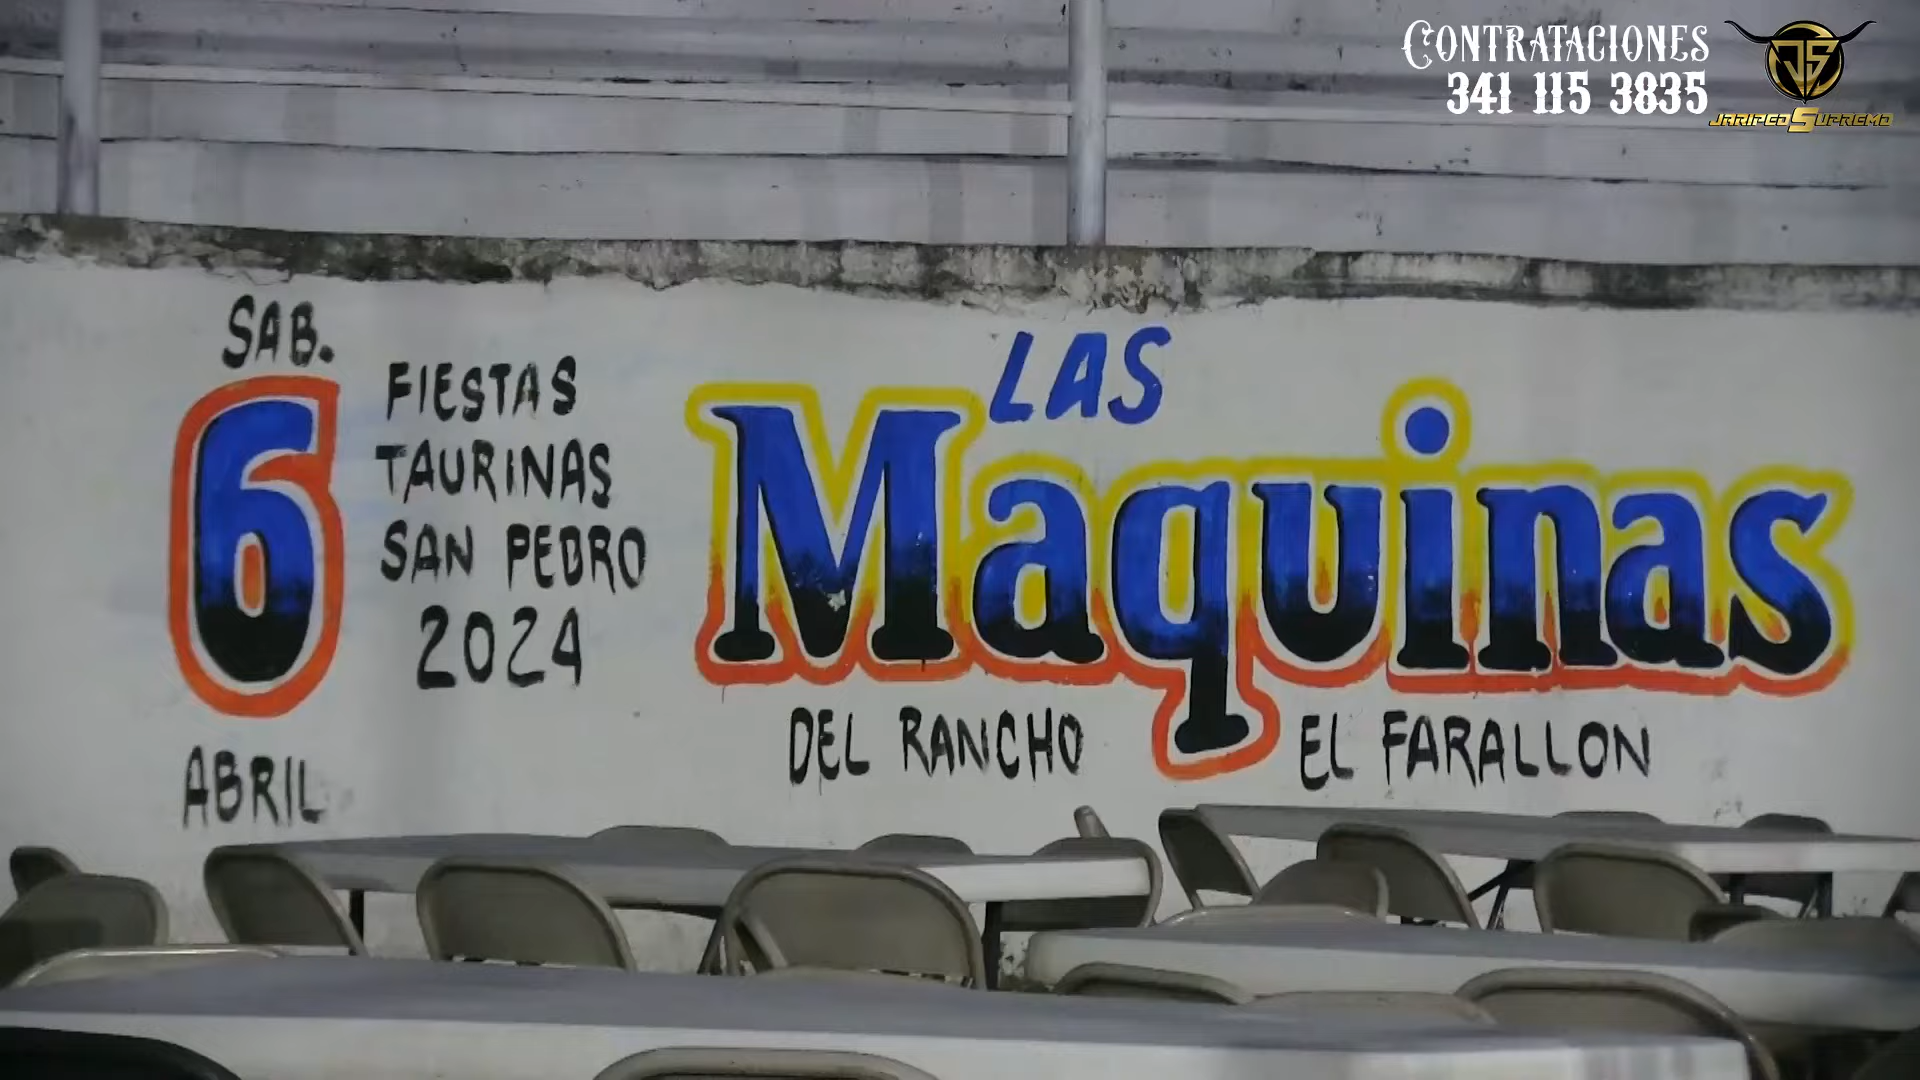 CONTRATACIONES
341 115 3835
JARIPEO SUPREMO
SAB.
6
ABRIL
FIESTAS
TAURINAS
SAN PEDRO
2024
LAS
Maquinas
DEL RANCHO EL FARALLON